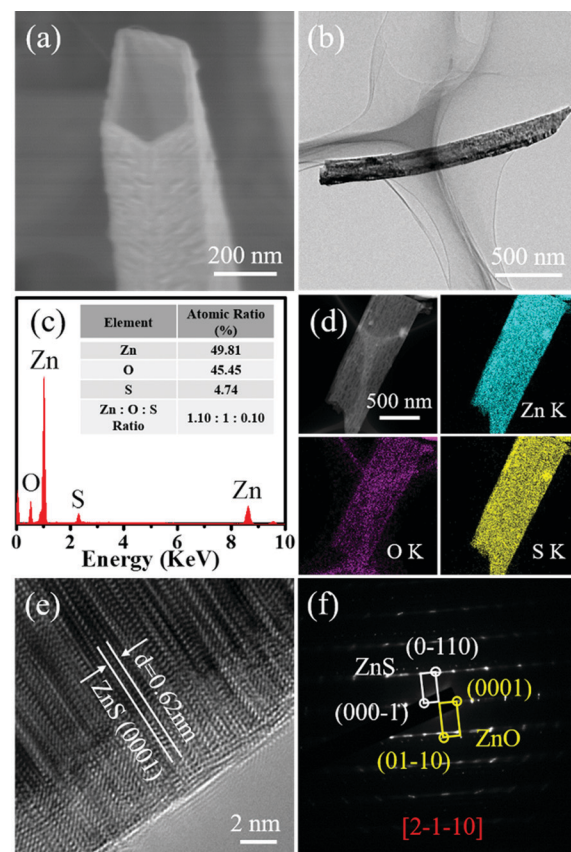 (a)
200 nm
(b)
500 nm
(c)
Element
Atomic Ratio
(%)
Zn
49.81
O
45.45
S
4.74
Zn : O : S
Ratio
1.10 : 1 : 0.10
Zn
O
S
Zn
0
2
4
6
8
10
Energy (KeV)
(d)
500 nm
Zn K
O K
S K
(e)
d=0.62nm
ZnS (0001)
2 nm
(f)
(0-110)
ZnS
(0001)
(000-1)
(01-10)
ZnO
[2-1-10]